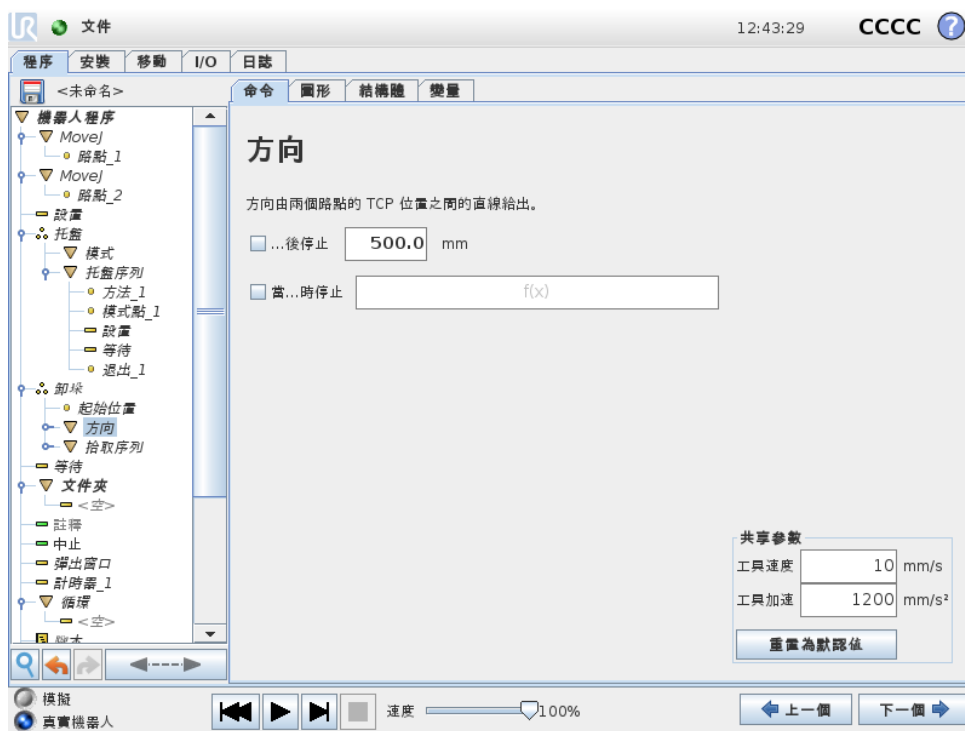 UR 文件 12:43:29 CCCC ?
程序 安裝 移動 I/O 日誌
<未命名>
命令 圖形 結構體 變量
機器人程序
MoveJ
路點_1
MoveJ
路點_2
設置
托盤
模式
托盤序列
方法_1
模式點_1
設置
等待
退出_1
卸垛
起始位置
方向
拾取序列
等待
文件夾
<空>
註釋
中止
彈出窗口
計時器_1
循環
<空>
腳本
方向
方向由兩個路點的 TCP 位置之間的直線給出。
...後停止 500.0 mm
當...時停止 f(x)
共享參數
工具速度 10 mm/s
工具加速 1200 mm/s²
重置為默認值
模擬
真實機器人
速度 100%
上一個 下一個